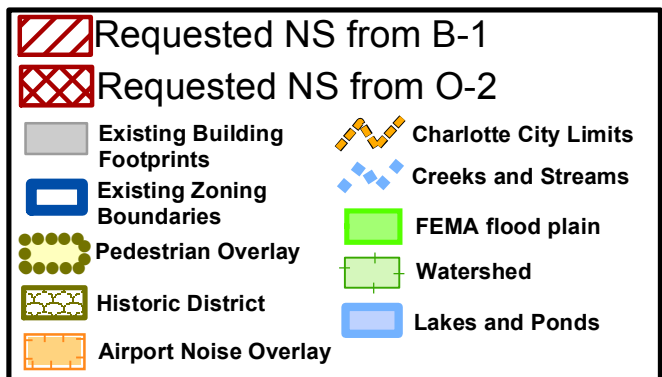 Requested NS from B-1
Requested NS from O-2
Existing Building
Footprints
Existing Zoning
Boundaries
Pedestrian Overlay
Historic District
Airport Noise Overlay
Charlotte City Limits
Creeks and Streams
FEMA flood plain
Watershed
Lakes and Ponds